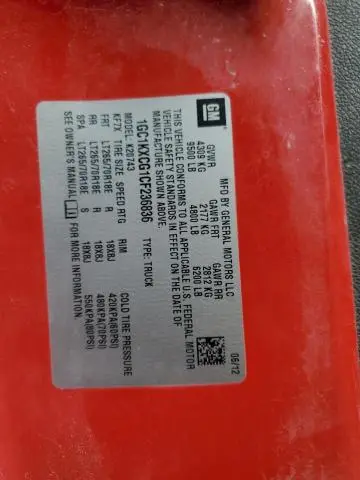 GM
MFD BY GENERAL MOTORS LLC
06/12
GVWR GAWR FRT GAWR RR
4309 KG 2177 KG 2812 KG
9500 LB 4800 LB 6200 LB
THIS VEHICLE CONFORMS TO ALL APPLICABLE U.S. FEDERAL MOTOR
VEHICLE SAFETY STANDARDS IN EFFECT ON THE DATE OF
MANUFACTURE SHOWN ABOVE.
1GC1KXCG1CF236836 TYPE: TRUCK
MODEL: K20743
KFTX TIRE SIZE SPEED RTG RIM COLD TIRE PRESSURE
FRT LT265/70R18E R 18X8J 420KPA(60PSI)
RR LT265/70R18E R 18X8J 480KPA(70PSI)
SPA LT265/70R18E S 18X8J 550KPA(80PSI)
SEE OWNER'S MANUAL FOR MORE INFORMATION.